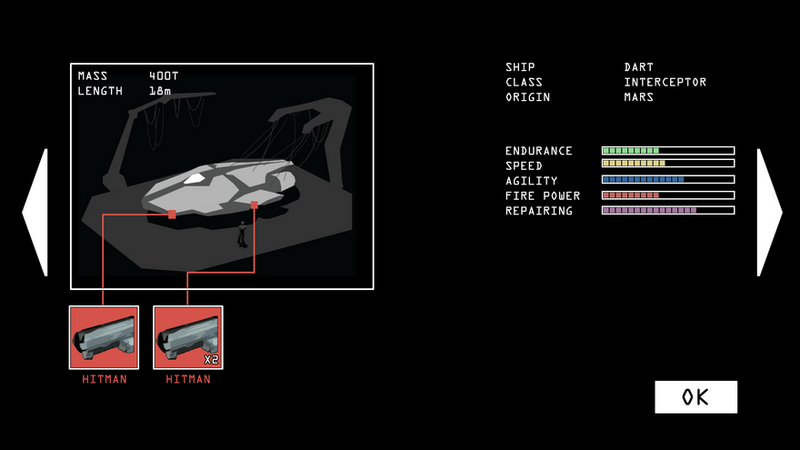 MASS 400T
LENGTH 18m
SHIP DART
CLASS INTERCEPTOR
ORIGIN MARS
ENDURANCE
SPEED
AGILITY
FIRE POWER
REPAIRING
X2
HITMAN HITMAN
OK